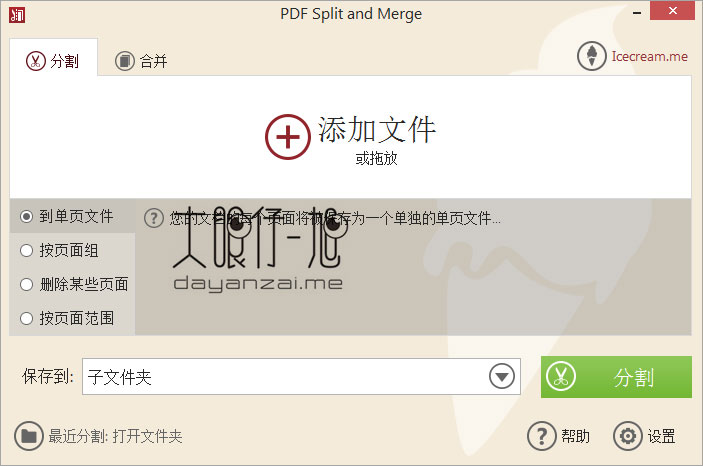 PDF Split and Merge
分割
合并
Icecream.me
添加文件
或拖放
到单页文件
您的文档的每个页面将被保存为一个单独的单页文件...
按页面组
大眼仔~旭
dayanzai.me
删除某些页面
按页面范围
保存到:
子文件夹
分割
最近分割: 打开文件夹
帮助
设置